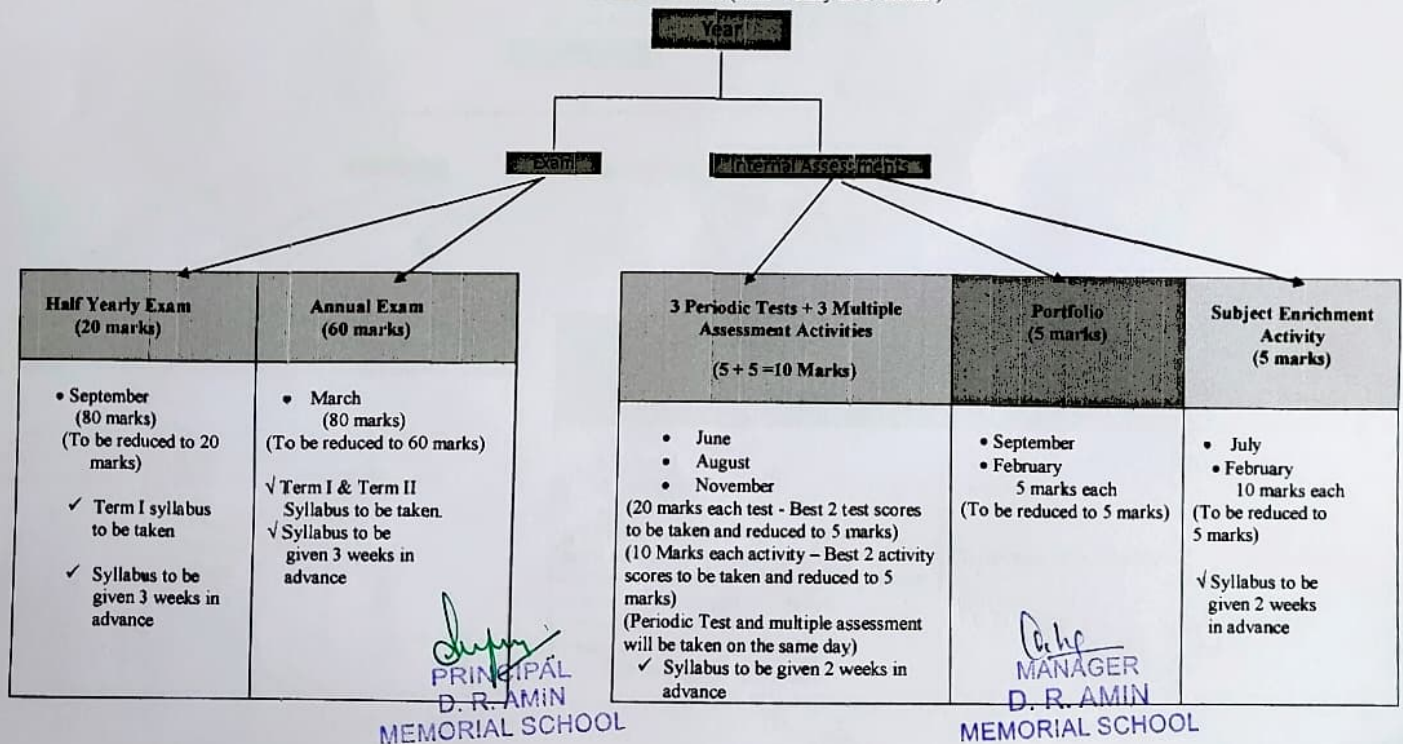 Year
Exam
Internal Assessments
Half Yearly Exam
(20 marks)
Annual Exam
(60 marks)
• September
(80 marks)
(To be reduced to 20
marks)
✓ Term I syllabus
to be taken
✓ Syllabus to be
given 3 weeks in
advance
• March
(80 marks)
(To be reduced to 60 marks)
√ Term I & Term II
Syllabus to be taken.
√ Syllabus to be
given 3 weeks in
advance
3 Periodic Tests + 3 Multiple
Assessment Activities
(5 + 5 =10 Marks)
Portfolio
(5 marks)
Subject Enrichment
Activity
(5 marks)
• June
• August
• November
(20 marks each test - Best 2 test scores
to be taken and reduced to 5 marks)
(10 Marks each activity – Best 2 activity
scores to be taken and reduced to 5
marks)
(Periodic Test and multiple assessment
will be taken on the same day)
✓ Syllabus to be given 2 weeks in
advance
• September
• February
5 marks each
(To be reduced to 5 marks)
• July
• February
10 marks each
(To be reduced to
5 marks)
√ Syllabus to be
given 2 weeks
in advance
PRINCIPAL
D. R. AMIN
MEMORIAL SCHOOL
MANAGER
D. R. AMIN
MEMORIAL SCHOOL